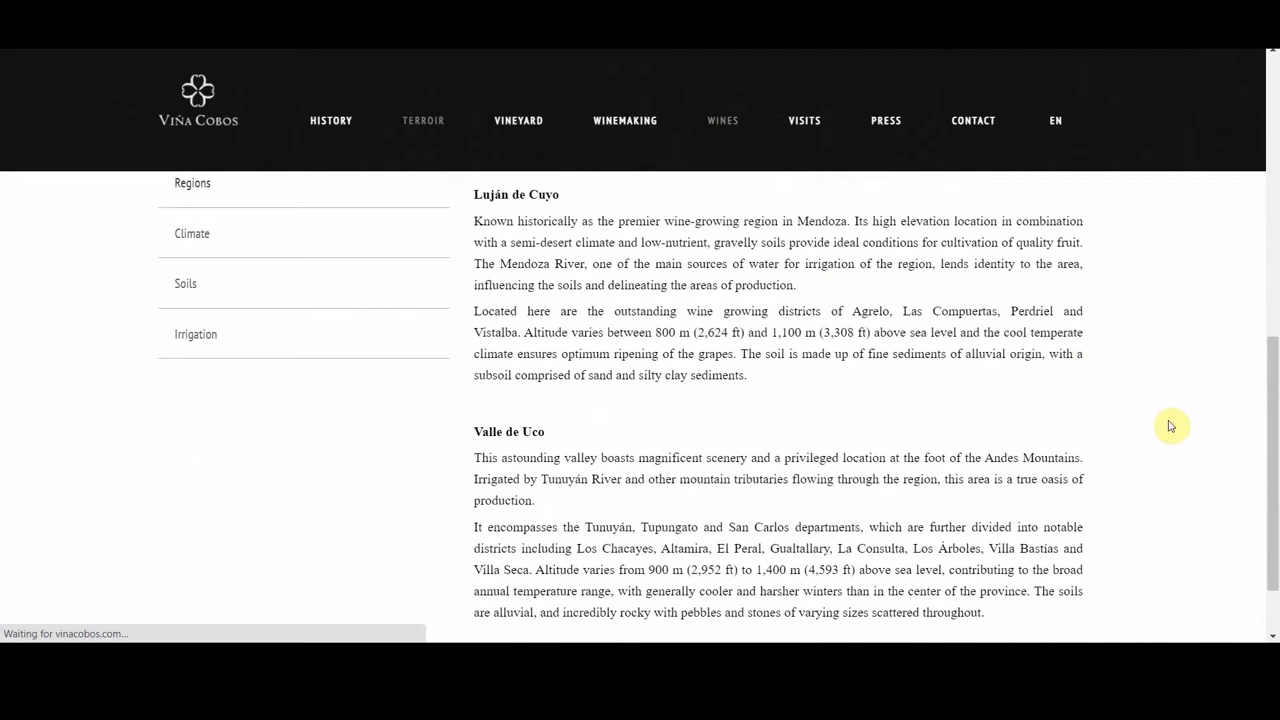 VIÑA COBOS
HISTORY
TERROIR
VINEYARD
WINEMAKING
WINES
VISITS
PRESS
CONTACT
EN
Regions
Climate
Soils
Irrigation
Luján de Cuyo
Known historically as the premier wine-growing region in Mendoza. Its high elevation location in combination
with a semi-desert climate and low-nutrient, gravelly soils provide ideal conditions for cultivation of quality fruit.
The Mendoza River, one of the main sources of water for irrigation of the region, lends identity to the area,
influencing the soils and delineating the areas of production.
Located here are the outstanding wine growing districts of Agrelo, Las Compuertas, Perdriel and
Vistalba. Altitude varies between 800 m (2,624 ft) and 1,100 m (3,308 ft) above sea level and the cool temperate
climate ensures optimum ripening of the grapes. The soil is made up of fine sediments of alluvial origin, with a
subsoil comprised of sand and silty clay sediments.
Valle de Uco
This astounding valley boasts magnificent scenery and a privileged location at the foot of the Andes Mountains.
Irrigated by Tunuyán River and other mountain tributaries flowing through the region, this area is a true oasis of
production.
It encompasses the Tunuyán, Tupungato and San Carlos departments, which are further divided into notable
districts including Los Chacayes, Altamira, El Peral, Gualtallary, La Consulta, Los Árboles, Villa Bastías and
Villa Seca. Altitude varies from 900 m (2,952 ft) to 1,400 m (4,593 ft) above sea level, contributing to the broad
annual temperature range, with generally cooler and harsher winters than in the center of the province. The soils
are alluvial, and incredibly rocky with pebbles and stones of varying sizes scattered throughout.
Waiting for vinacobos.com...